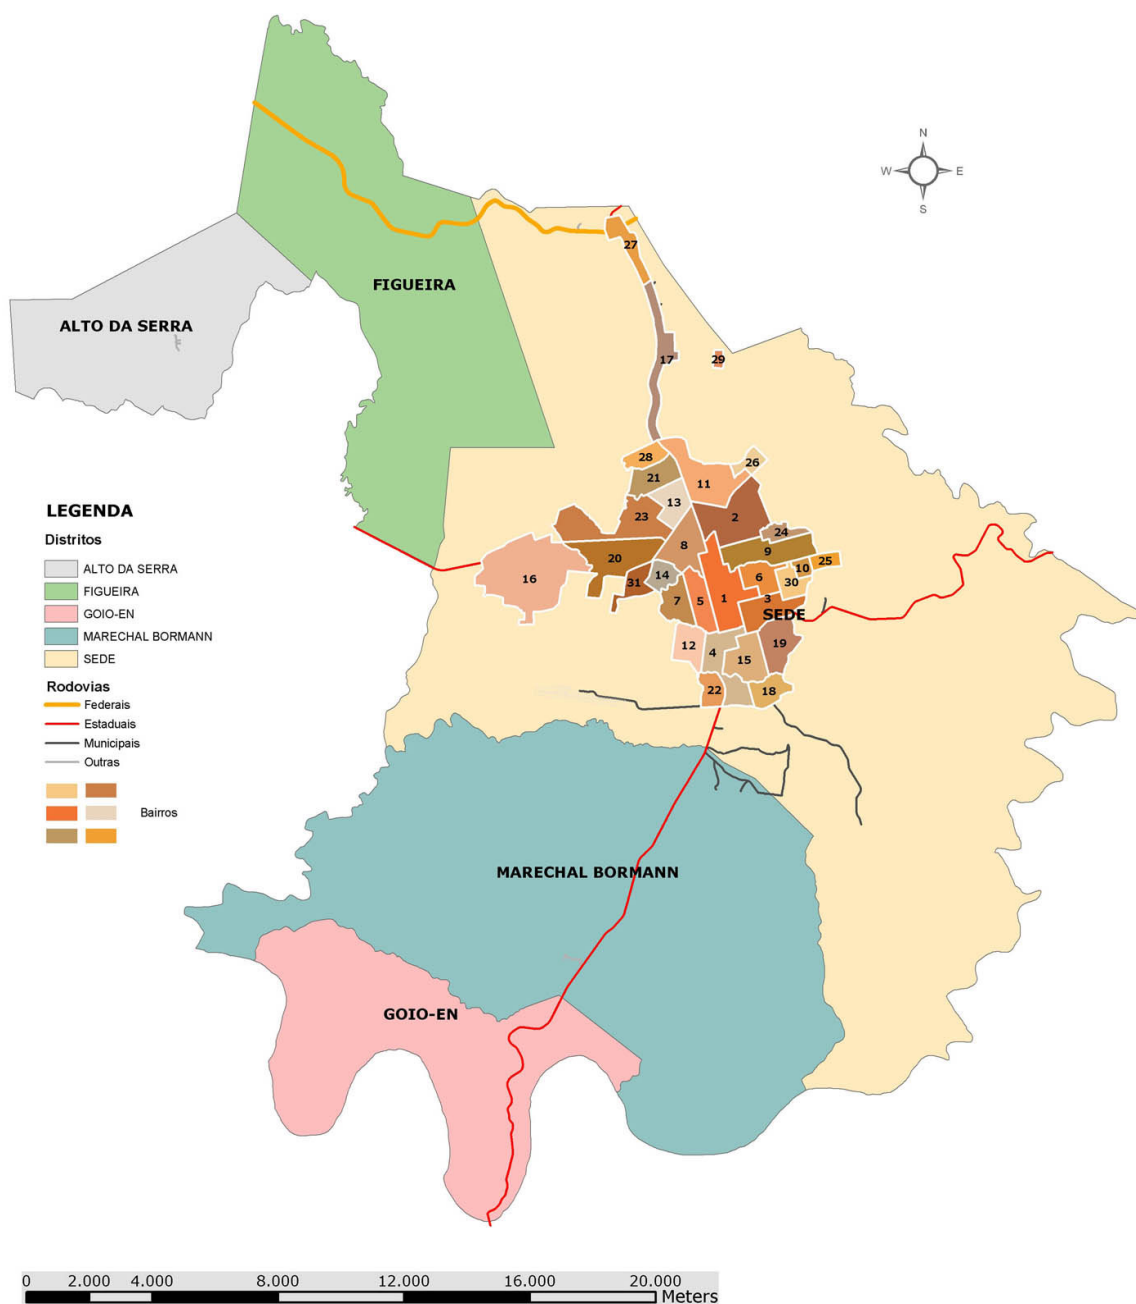 N
W E
S
27
FIGUEIRA
ALTO DA SERRA
17
29
28
26
21
11
13
23
2
24
8
9
20
25
10
16
14
31
6
30
7
5
1
3
SEDE
12
4
15
19
22
18
LEGENDA
Distritos
ALTO DA SERRA
FIGUEIRA
GOIO-EN
MARECHAL BORMANN
SEDE
Rodovias
Federais
Estaduais
Municipais
Outras
Bairros
MARECHAL BORMANN
GOIO-EN
0 2.000 4.000 8.000 12.000 16.000 20.000
Meters